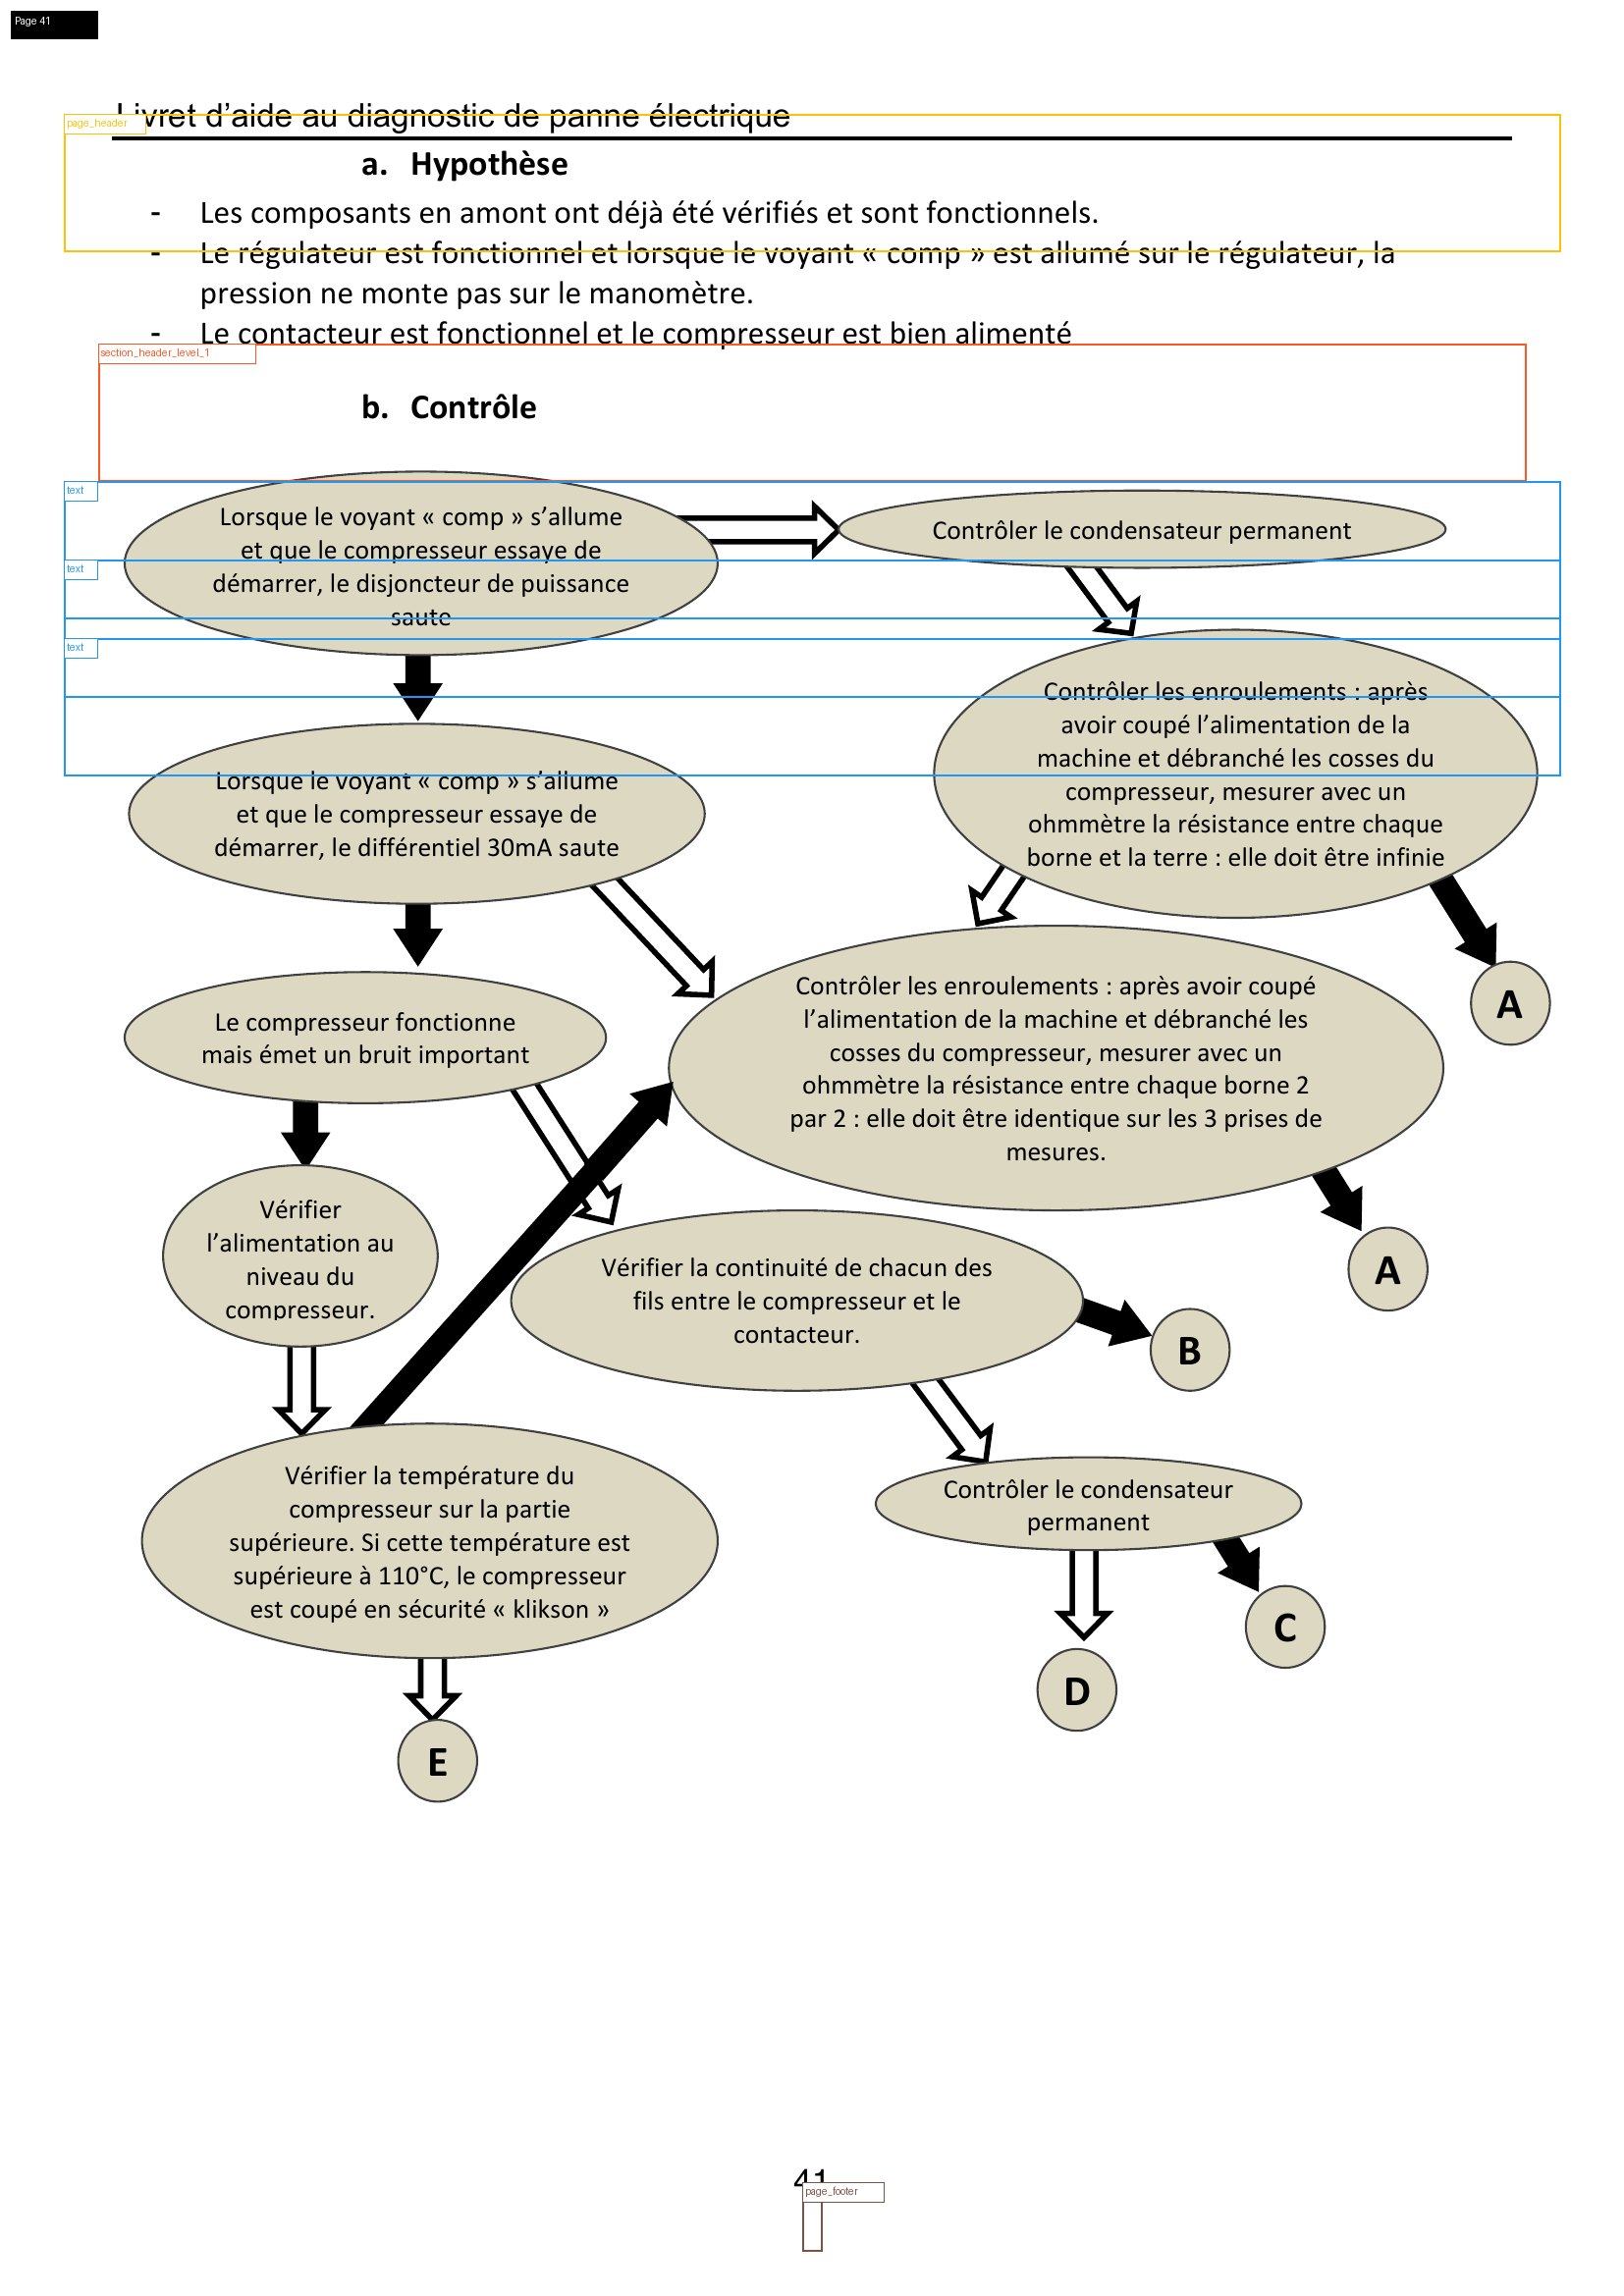 Page 41
Livret d’aide au diagnostic de panne électrique
page_header
a. Hypothèse
- Les composants en amont ont déjà été vérifiés et sont fonctionnels.
- Le régulateur est fonctionnel et lorsque le voyant « comp » est allumé sur le régulateur, la
pression ne monte pas sur le manomètre.
- Le contacteur est fonctionnel et le compresseur est bien alimenté
section_header_level_1
b. Contrôle
text
Lorsque le voyant « comp » s’allume
et que le compresseur essaye de
démarrer, le disjoncteur de puissance
saute
Contrôler le condensateur permanent
text
text
Contrôler les enroulements : après
avoir coupé l’alimentation de la
machine et débranché les cosses du
compresseur, mesurer avec un
ohmmètre la résistance entre chaque
borne et la terre : elle doit être infinie
Lorsque le voyant « comp » s’allume
et que le compresseur essaye de
démarrer, le différentiel 30mA saute
A
Contrôler les enroulements : après avoir coupé
l’alimentation de la machine et débranché les
cosses du compresseur, mesurer avec un
ohmmètre la résistance entre chaque borne 2
par 2 : elle doit être identique sur les 3 prises de
mesures.
Le compresseur fonctionne
mais émet un bruit important
A
Vérifier
l’alimentation au
niveau du
compresseur.
Vérifier la continuité de chacun des
fils entre le compresseur et le
contacteur.
B
Vérifier la température du
compresseur sur la partie
supérieure. Si cette température est
supérieure à 110°C, le compresseur
est coupé en sécurité « klikson »
Contrôler le condensateur
permanent
C
D
E
41
page_footer